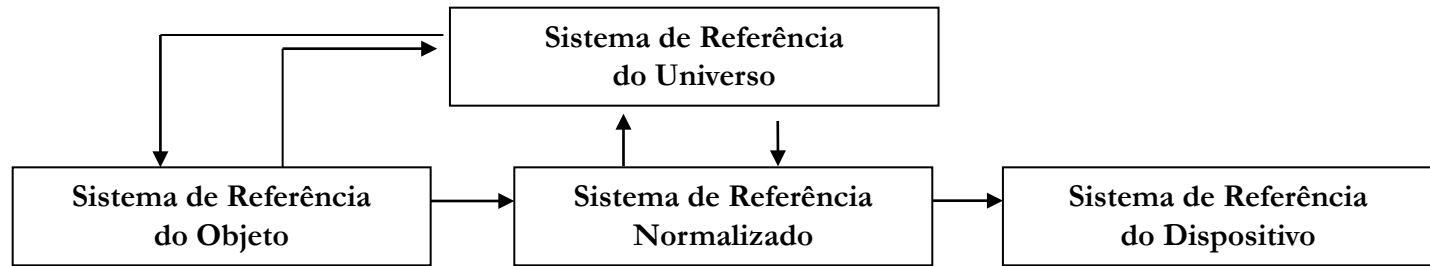 Sistema de Referência
do Universo
Sistema de Referência
do Objeto
Sistema de Referência
Normalizado
Sistema de Referência
do Dispositivo